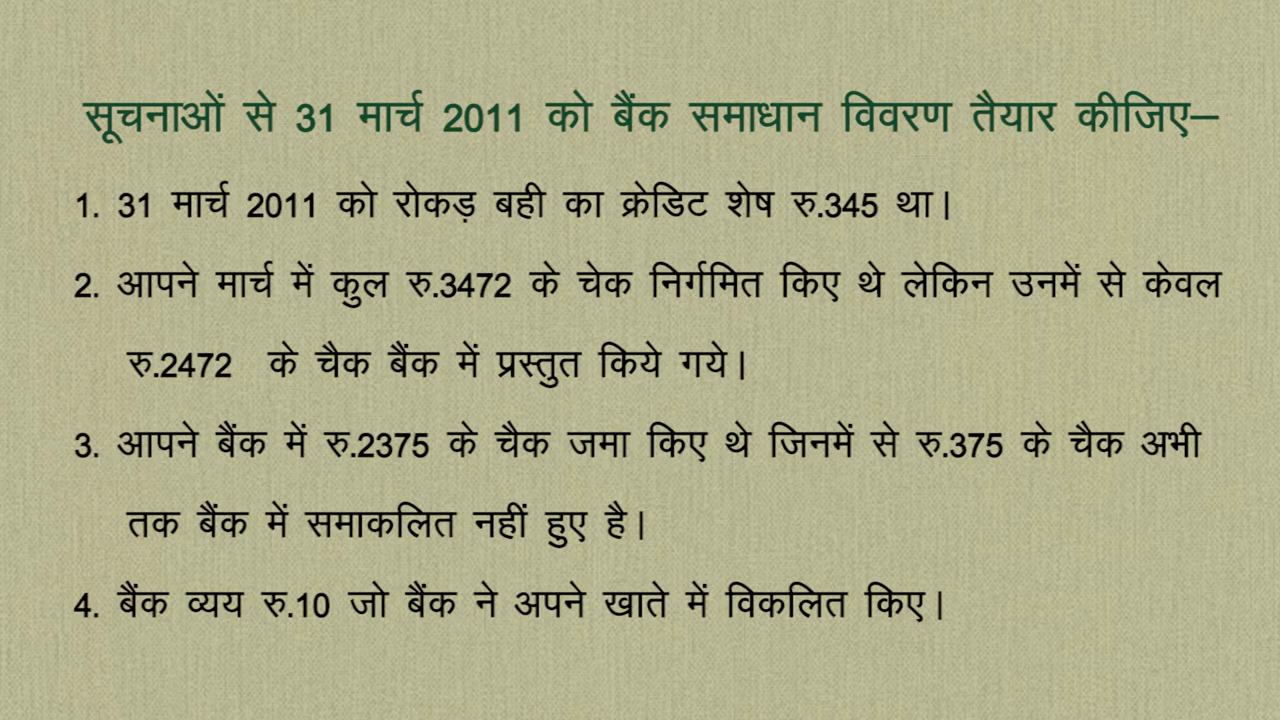 सूचनाओं से 31 मार्च 2011 को बैंक समाधान विवरण तैयार कीजिए–
1. 31 मार्च 2011 को रोकड़ बही का क्रेडिट शेष रु.345 था।
2. आपने मार्च में कुल रु.3472 के चेक निर्गमित किए थे लेकिन उनमें से केवल
रु.2472 के चैक बैंक में प्रस्तुत किये गये।
3. आपने बैंक में रु.2375 के चैक जमा किए थे जिनमें से रु.375 के चैक अभी
तक बैंक में समाकलित नहीं हुए है।
4. बैंक व्यय रु.10 जो बैंक ने अपने खाते में विकलित किए।